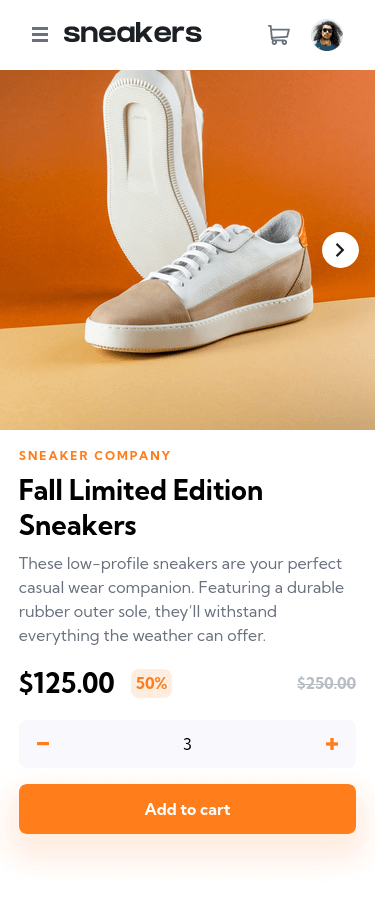 sneakers
SNEAKER COMPANY
Fall Limited Edition
Sneakers
These low-profile sneakers are your perfect
casual wear companion. Featuring a durable
rubber outer sole, they’ll withstand
everything the weather can offer.
$125.00 50% $250.00
3
Add to cart